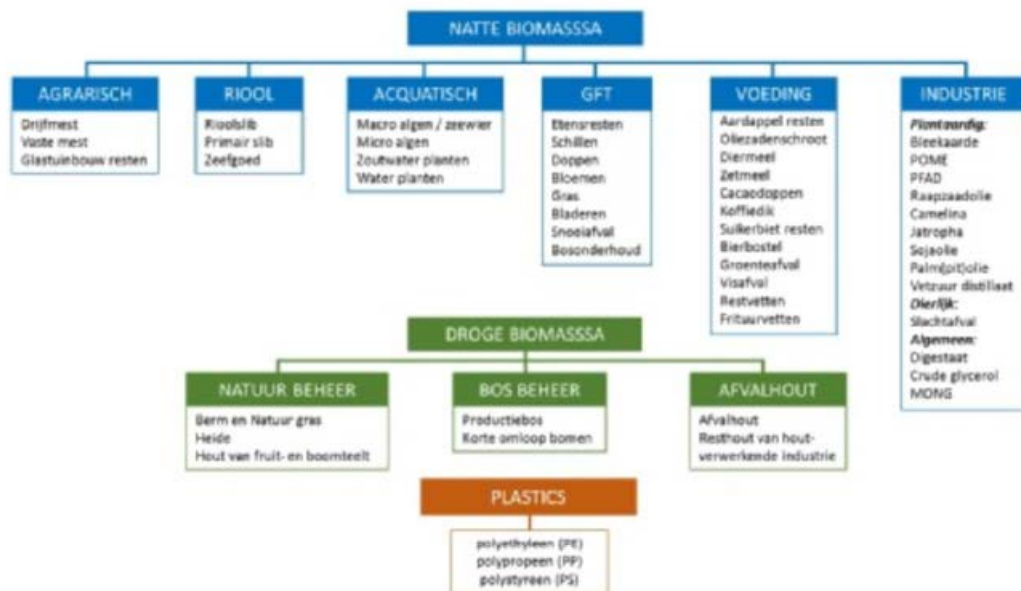 NATTE BIOMASSSA
AGRARISCH
Drijfmest
Vaste mest
Glastuinbouw resten
RIOOL
Rioolslib
Primair slib
Zeefgoed
ACQUATISCH
Macro algen / zeewier
Micro algen
Zoutwater planten
Water planten
GFT
Etensresten
Schillen
Doppen
Bloemen
Gras
Bladeren
Snoeiafval
Bosonderhoud
VOEDING
Aardappel resten
Oliezadenschroot
Diermeel
Zetmeel
Cacaodoppen
Koffiedik
Suikerbiet resten
Bierbostel
Groenteafval
Visafval
Restvetten
Frituurvetten
INDUSTRIE
Plantaardig:
Bleekaarde
POME
PFAD
Raapzaadolie
Camelina
Jatropha
Sojaolie
Palm(pit)olie
Vetzuur distillaat
Dierlijk:
Slachtafval
Algemeen:
Digestaat
Crude glycerol
MONG
DROGE BIOMASSSA
NATUUR BEHEER
Berm en Natuur gras
Heide
Hout van fruit- en boomteelt
BOS BEHEER
Productiebos
Korte omloop bomen
AFVALHOUT
Afvalhout
Resthout van hout-
verwerkende industrie
PLASTICS
polyethyleen (PE)
polypropeen (PP)
polystyreen (PS)